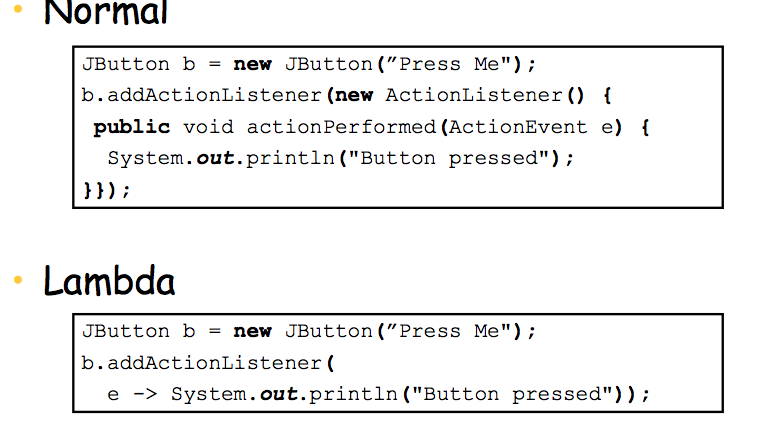 • Normal
JButton b = new JButton(”Press Me");
b.addActionListener(new ActionListener() {
public void actionPerformed(ActionEvent e) {
System.out.println("Button pressed");
}});
• Lambda
JButton b = new JButton(”Press Me");
b.addActionListener(
e -> System.out.println("Button pressed"));